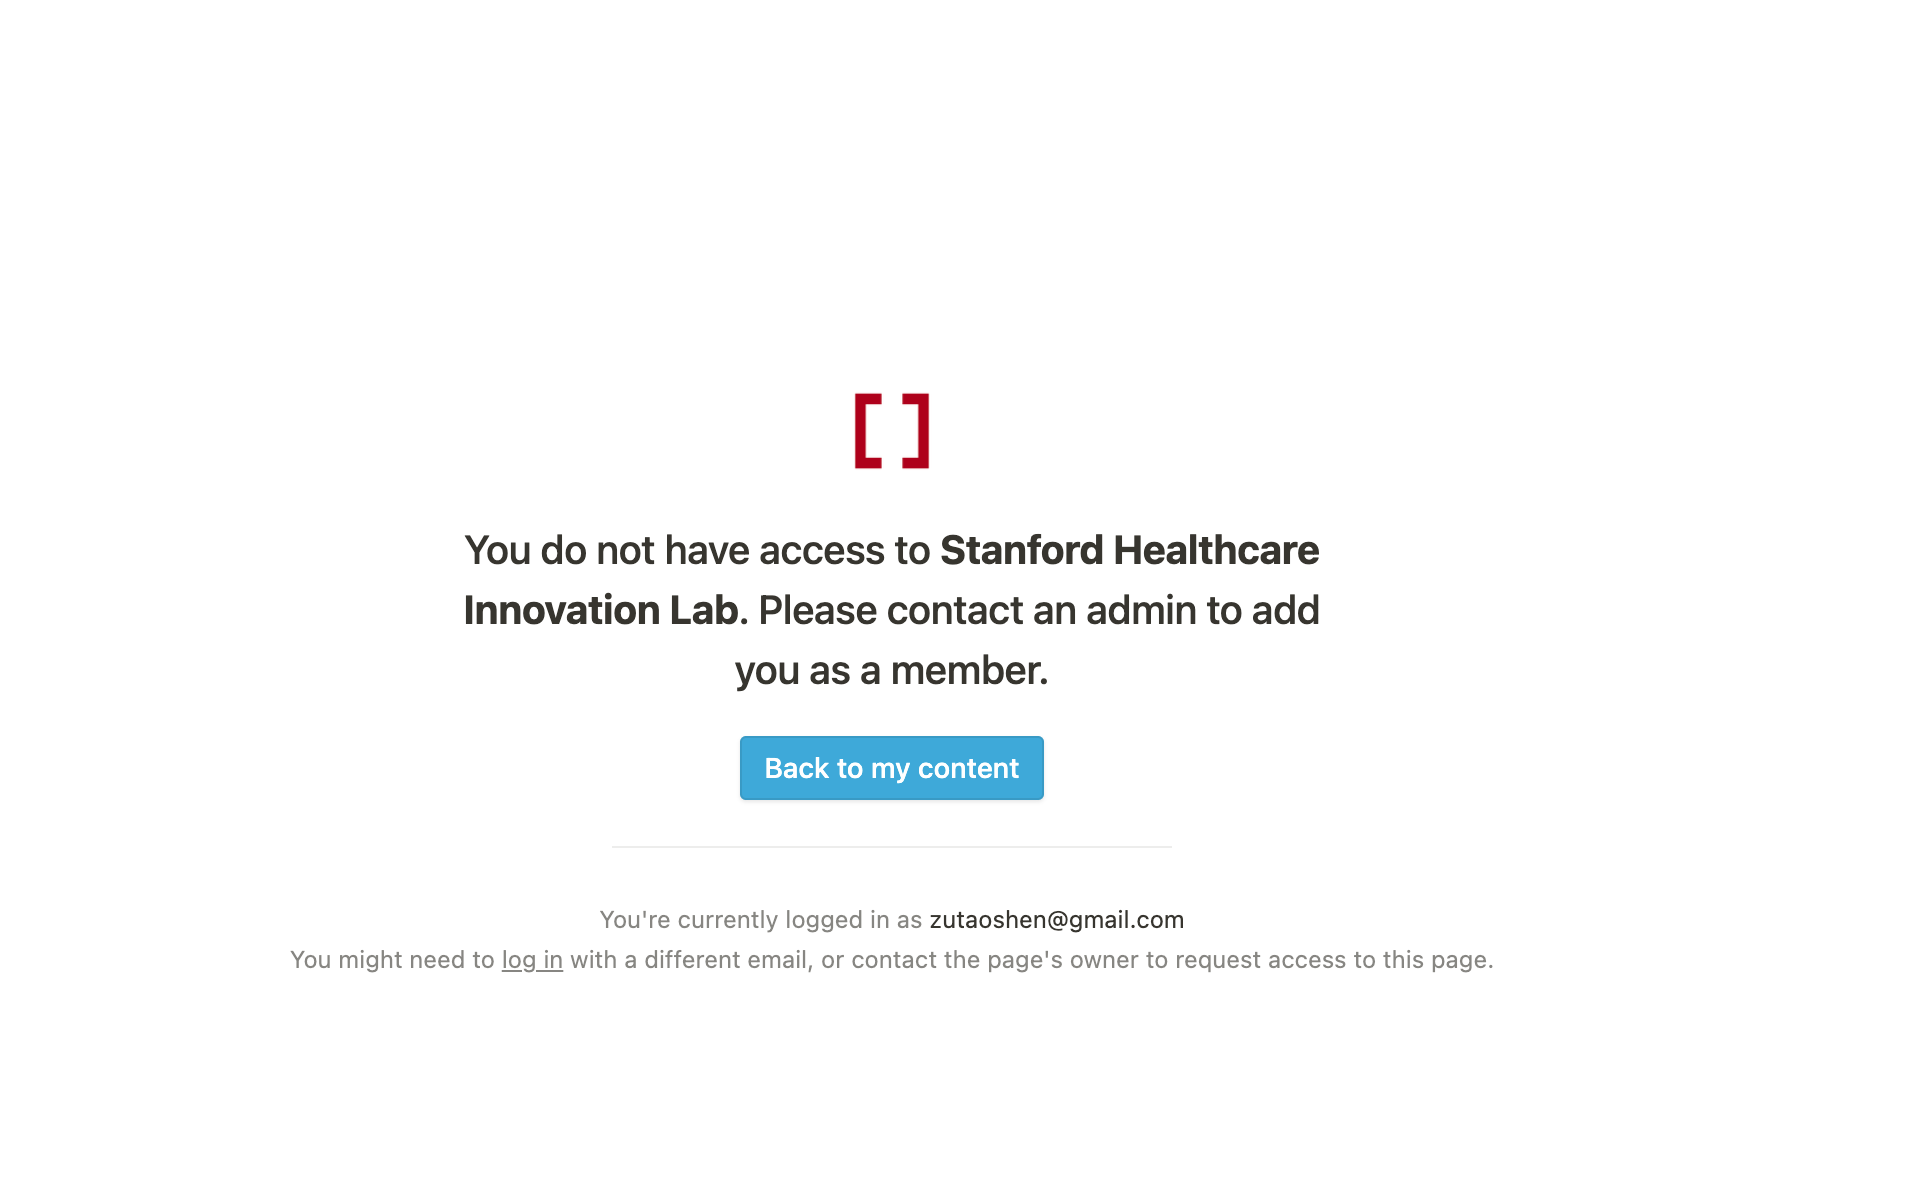 You do not have access to Stanford Healthcare
Innovation Lab. Please contact an admin to add
you as a member.
Back to my content
You're currently logged in as zutaoshen@gmail.com
You might need to log in with a different email, or contact the page's owner to request access to this page.